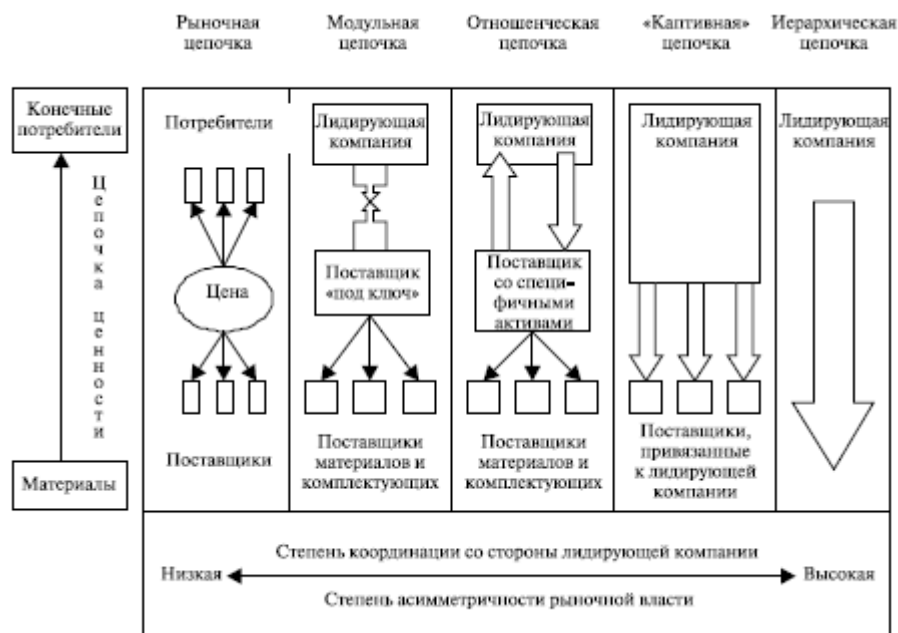 Рыночная
цепочка
Модульная
цепочка
Отношенческая
цепочка
«Каптивная»
цепочка
Иерархическая
цепочка
Конечные
потребители
Цепочка ценности
Материалы
Потребители
Цена
Поставщики
Лидирующая
компания
Поставщик
«под ключ»
Поставщики
материалов и
комплектующих
Лидирующая
компания
Поставщик
со специ-
фичными
активами
Поставщики
материалов и
комплектующих
Лидирующая
компания
Поставщики,
привязанные
к лидирующей
компании
Лидирующая
компания
Степень координации со стороны лидирующей компании
Низкая
Высокая
Степень асимметричности рыночной власти